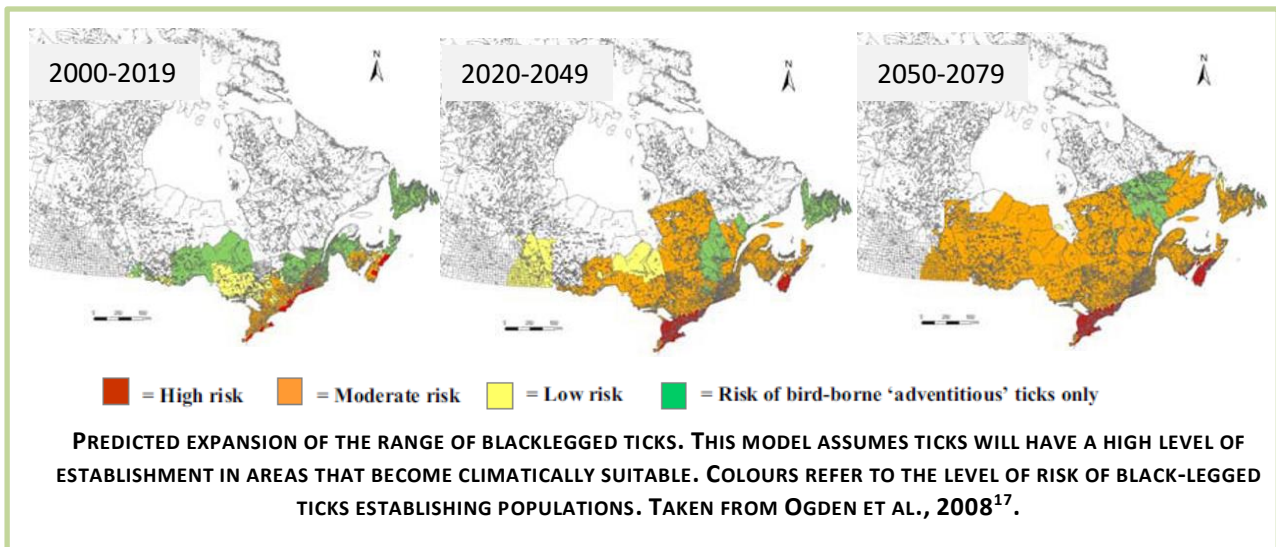 2000-2019
N
2020-2049
N
2050-2079
N
= High risk
= Moderate risk
= Low risk
= Risk of bird-borne ‘adventitious’ ticks only
PREDICTED EXPANSION OF THE RANGE OF BLACKLEGGED TICKS. THIS MODEL ASSUMES TICKS WILL HAVE A HIGH LEVEL OF
ESTABLISHMENT IN AREAS THAT BECOME CLIMATICALLY SUITABLE. COLOURS REFER TO THE LEVEL OF RISK OF BLACK-LEGGED
TICKS ESTABLISHING POPULATIONS. TAKEN FROM OGDEN ET AL., 2008¹⁷.